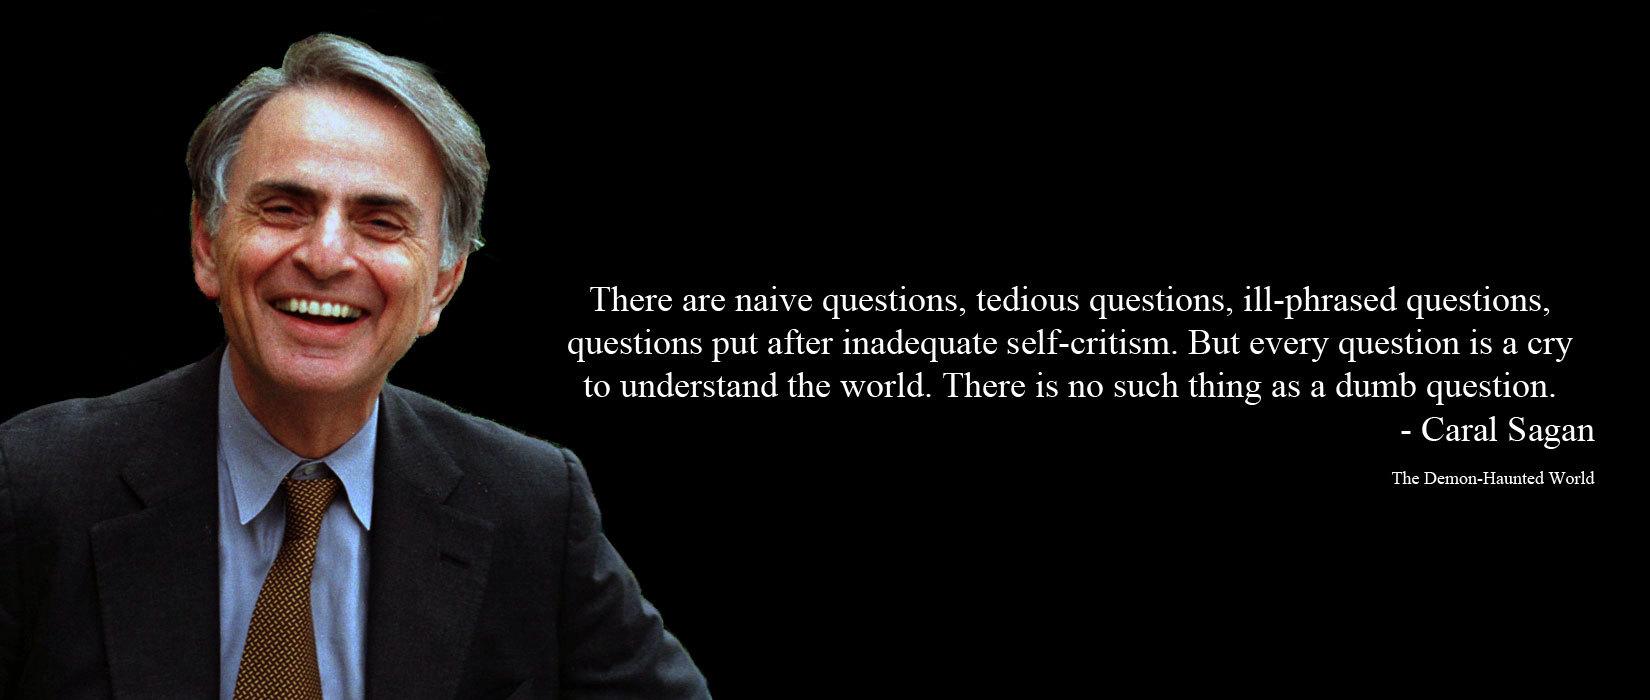 There are naive questions, tedious questions, ill-phrased questions,
questions put after inadequate self-critism. But every question is a cry
to understand the world. There is no such thing as a dumb question.
- Caral Sagan
The Demon-Haunted World